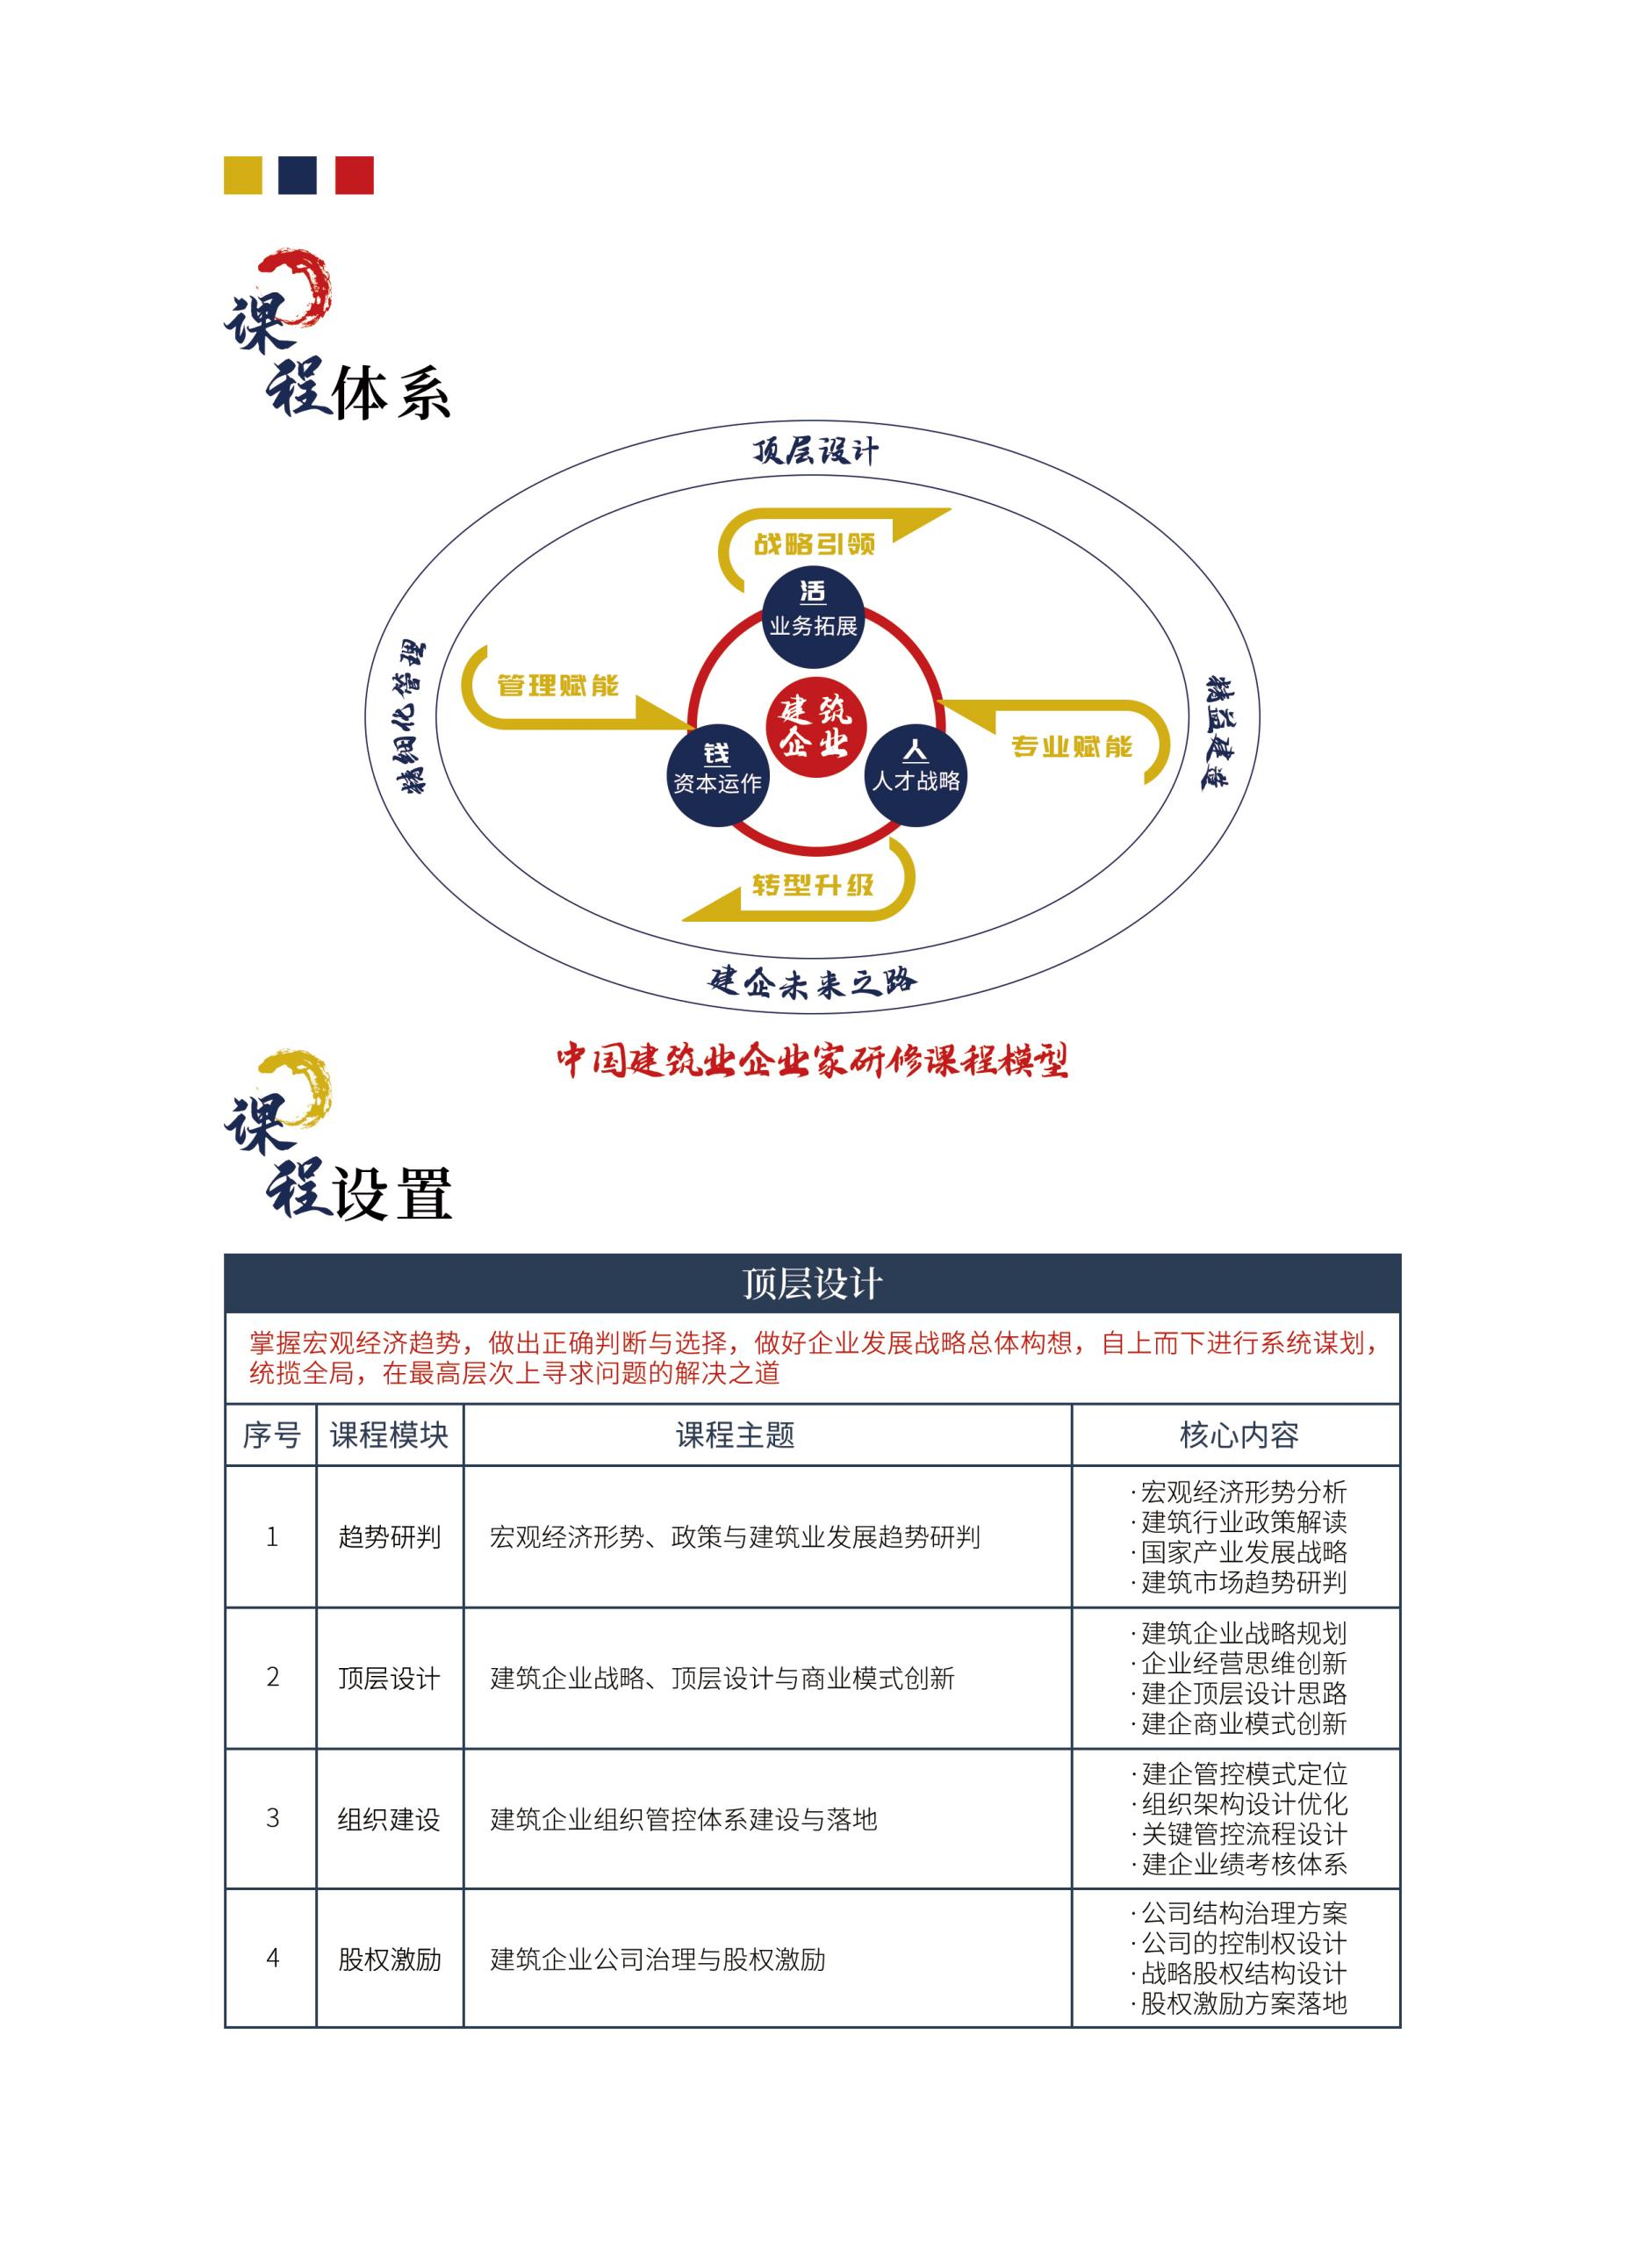 课
程体系
顶层设计
战略引领
活
业务拓展
精细化管理
管理赋能
建筑
企业
精益建造
专业赋能
钱
资本运作
人
人才战略
转型升级
建企未来之路
中国建筑业企业家研修课程模型
课
程设置
顶层设计
掌握宏观经济趋势，做出正确判断与选择，做好企业发展战略总体构想，自上而下进行系统谋划，
统揽全局，在最高层次上寻求问题的解决之道
序号 课程模块 课程主题 核心内容
1 趋势研判 宏观经济形势、政策与建筑业发展趋势研判
·宏观经济形势分析
·建筑行业政策解读
·国家产业发展战略
·建筑市场趋势研判
2 顶层设计 建筑企业战略、顶层设计与商业模式创新
·建筑企业战略规划
·企业经营思维创新
·建企顶层设计思路
·建企商业模式创新
3 组织建设 建筑企业组织管控体系建设与落地
·建企管控模式定位
·组织架构设计优化
·关键管控流程设计
·建企业绩考核体系
4 股权激励 建筑企业公司治理与股权激励
·公司结构治理方案
·公司的控制权设计
·战略股权结构设计
·股权激励方案落地